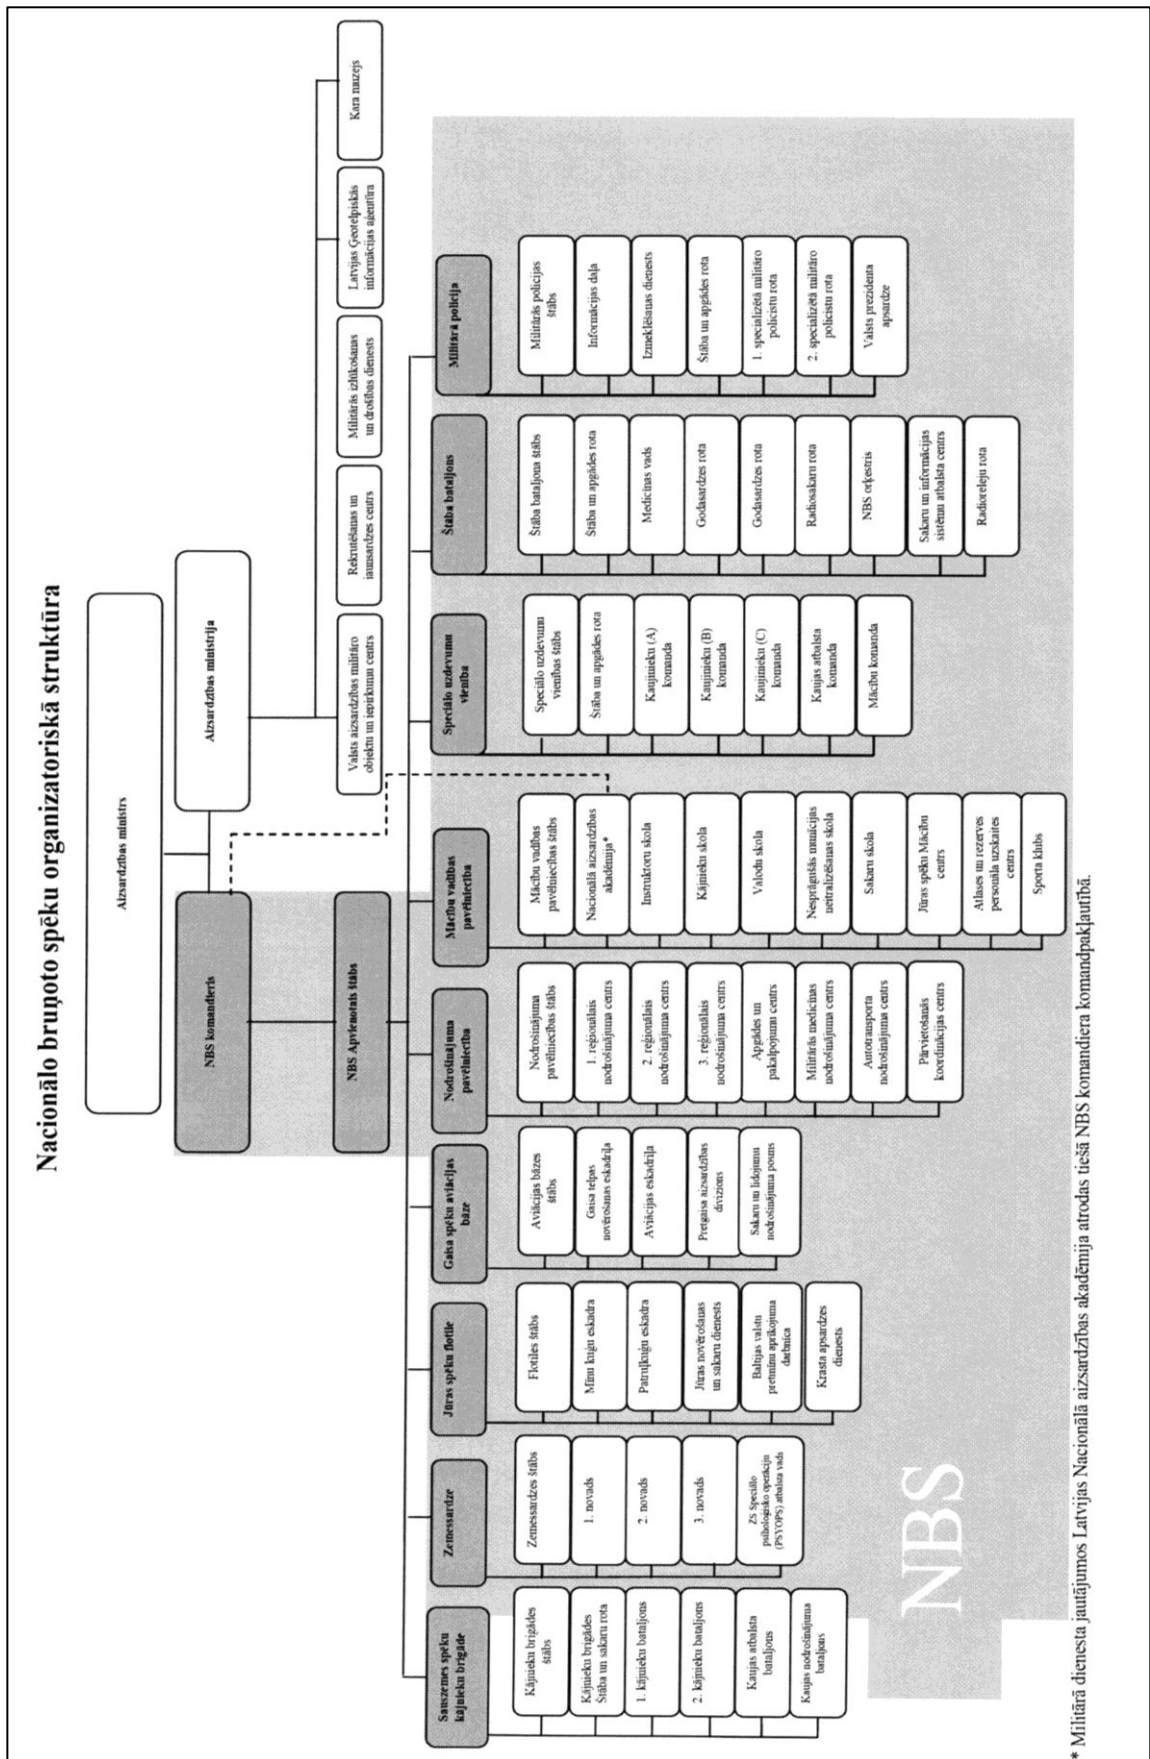 Nacionālo bruņoto spēku organizatoriskā struktūra
Aizsardzības ministrs
NBS komandieris
Aizsardzības ministrija
NBS Apvienotais štābs
Valsts aizsardzības militāro
objektu un iepirkumu centrs
Rekrutēšanas un
jaunsardzes centrs
Militārās izlūkošanas
un drošības dienests
Latvijas Ģeotelpiskās
informācijas aģentūra
Kara muzejs
Sauszemes spēku
kājnieku brigāde
Kājnieku brigādes
štābs
Kājnieku brigādes
Štāba un sakaru rota
1. kājnieku bataljons
2. kājnieku bataljons
Kaujas atbalsta
bataljons
Kaujas nodrošinājuma
bataljons
Zemessardze
Zemessardzes štābs
1. novads
2. novads
3. novads
ZS Speciālo
psiholoģisko operāciju
(PSYOPS) atbalsta vads
Jūras spēku flotile
Flotiles štābs
Mīnu kuģu eskadra
Patruļkuģu eskadra
Jūras novērošanas
un sakaru dienests
Baltijas valstu
pretmīnu aprīkojuma
darbnīca
Krasta apsardzes
dienests
Gaisa spēku aviācijas
bāze
Aviācijas bāzes
štābs
Gaisa telpas
novērošanas eskadriļa
Aviācijas eskadriļa
Pretgaisa aizsardzības
divizions
Sakaru un lidojumu
nodrošinājuma posms
Nodrošinājuma
pavēlniecība
Nodrošinājuma
pavēlniecības štābs
1. reģionālais
nodrošinājuma centrs
2. reģionālais
nodrošinājuma centrs
3. reģionālais
nodrošinājuma centrs
Apgādes un
pakalpojumu centrs
Militārās medicīnas
nodrošinājuma centrs
Autotransporta
nodrošinājuma centrs
Pārvietošanās
koordinācijas centrs
Mācību vadības
pavēlniecība
Mācību vadības
pavēlniecības štābs
Nacionālā aizsardzības
akadēmija*
Instruktoru skola
Kājnieku skola
Valodu skola
Nesprāgušās munīcijas
neitralizēšanas skola
Sakaru skola
Jūras spēku Mācību
centrs
Atlases un rezerves
personāla uzskaites
centrs
Sporta klubs
Speciālo uzdevumu
vienība
Speciālo uzdevumu
vienības štābs
Štāba un apgādes rota
Kaujinieku (A)
komanda
Kaujinieku (B)
komanda
Kaujinieku (C)
komanda
Kaujas atbalsta
komanda
Mācību komanda
Štāba bataljons
Štāba bataljona štābs
Štāba un apgādes rota
Medicīnas vads
Godasardzes rota
Godasardzes rota
Radiosakaru rota
NBS orķestris
Sakaru un informācijas
sistēmu atbalsta centrs
Radioreleju rota
Militārā policija
Militārās policijas
štābs
Informācijas daļa
Izmeklēšanas dienests
Štāba un apgādes rota
1. specializētā militāro
policistu rota
2. specializētā militāro
policistu rota
Valsts prezidenta
apsardze
NBS
* Militārā dienesta jautājumos Latvijas Nacionālā aizsardzības akadēmija atrodas tiešā NBS komandiera komandpakļautībā.